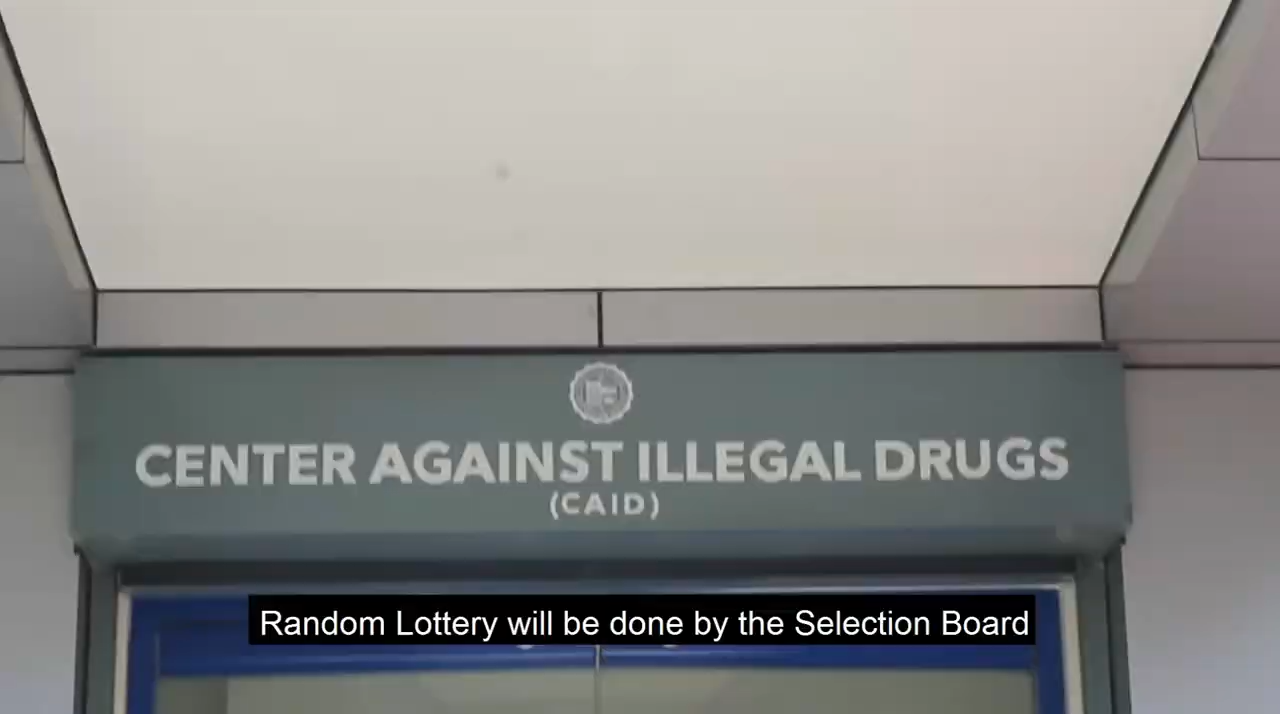 CENTER AGAINST ILLEGAL DRUGS
(CAID)
Random Lottery will be done by the Selection Board